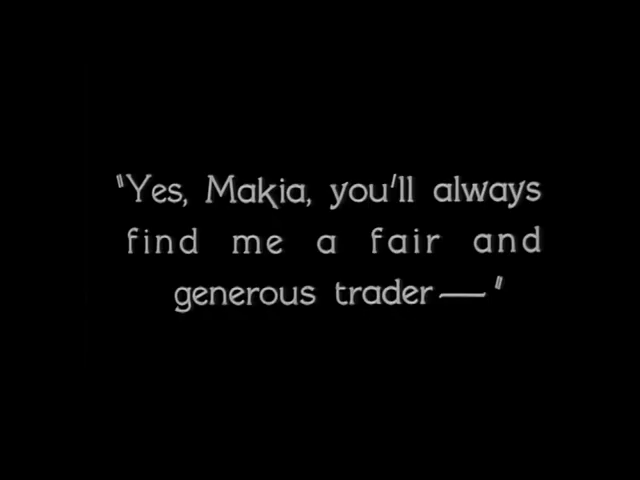 "Yes, Makia, you'll always
find me a fair and
generous trader—"